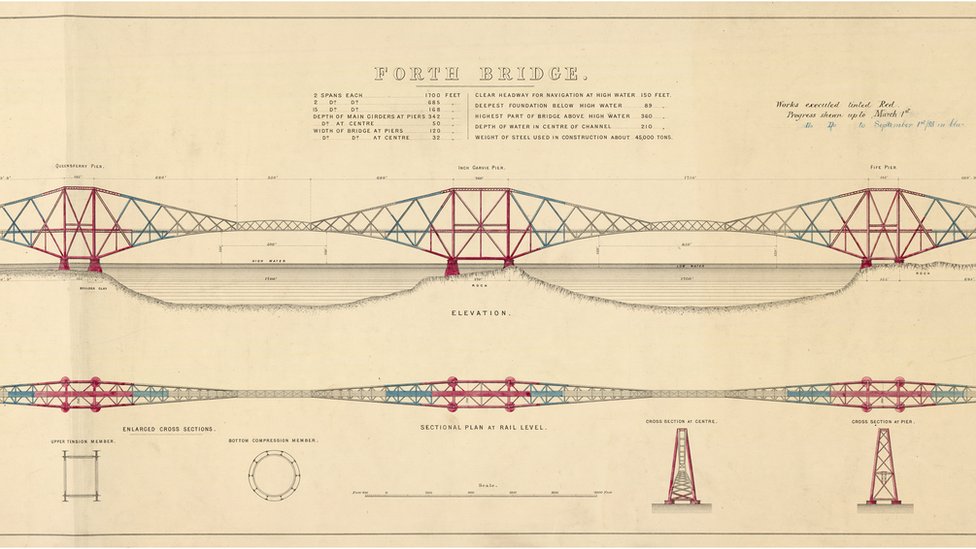 FORTH BRIDGE.
2 SPANS EACH 1700 FEET
2 Dº Dº 685 "
15 Dº Dº 168 "
DEPTH OF MAIN GIRDERS AT PIERS 342 "
Dº AT CENTRE 50 "
WIDTH OF BRIDGE AT PIERS 120 "
Dº Dº AT CENTRE 32 "
CLEAR HEADWAY FOR NAVIGATION AT HIGH WATER 150 FEET.
DEEPEST FOUNDATION BELOW HIGH WATER 89 "
HIGHEST PART OF BRIDGE ABOVE HIGH WATER 360 "
DEPTH OF WATER IN CENTRE OF CHANNEL 210 "
WEIGHT OF STEEL USED IN CONSTRUCTION ABOUT 45,000 TONS.
Works executed tinted Red.
Progress shewn up to March 1st
Do Do to September 1st/88 in blue
QUEENSFERRY PIER.
INCH GARVIE PIER.
FIFE PIER.
HIGH WATER
LOW WATER
BOULDER CLAY
ROCK
ROCK
1700
ELEVATION.
ENLARGED CROSS SECTIONS.
SECTIONAL PLAN AT RAIL LEVEL.
CROSS SECTION AT CENTRE.
CROSS SECTION AT PIER.
UPPER TENSION MEMBER.
BOTTOM COMPRESSION MEMBER.
Scale.